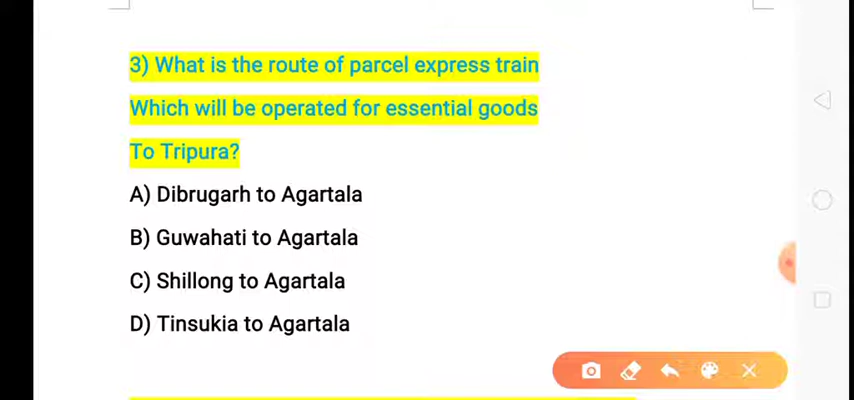 3) What is the route of parcel express train
Which will be operated for essential goods
To Tripura?
A) Dibrugarh to Agartala
B) Guwahati to Agartala
C) Shillong to Agartala
D) Tinsukia to Agartala